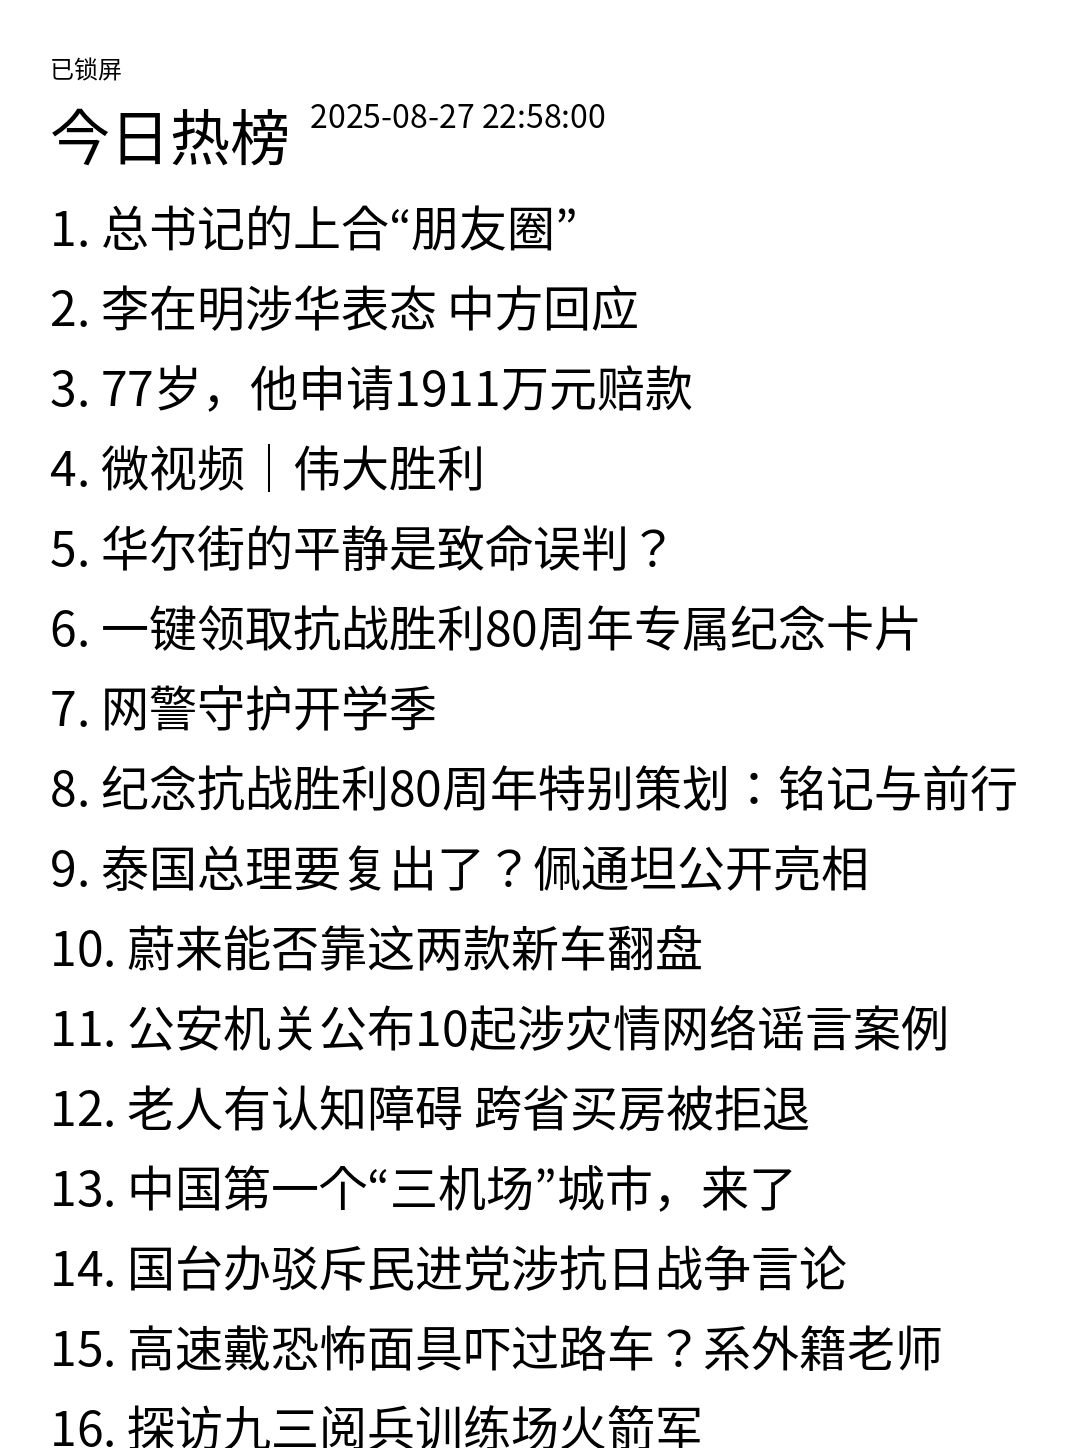 已锁屏
今日热榜 2025-08-27 22:58:00
1. 总书记的上合“朋友圈”
2. 李在明涉华表态 中方回应
3. 77岁，他申请1911万元赔款
4. 微视频｜伟大胜利
5. 华尔街的平静是致命误判？
6. 一键领取抗战胜利80周年专属纪念卡片
7. 网警守护开学季
8. 纪念抗战胜利80周年特别策划：铭记与前行
9. 泰国总理要复出了？佩通坦公开亮相
10. 蔚来能否靠这两款新车翻盘
11. 公安机关公布10起涉灾情网络谣言案例
12. 老人有认知障碍 跨省买房被拒退
13. 中国第一个“三机场”城市，来了
14. 国台办驳斥民进党涉抗日战争言论
15. 高速戴恐怖面具吓过路车？系外籍老师
16. 探访九三阅兵训练场火箭军